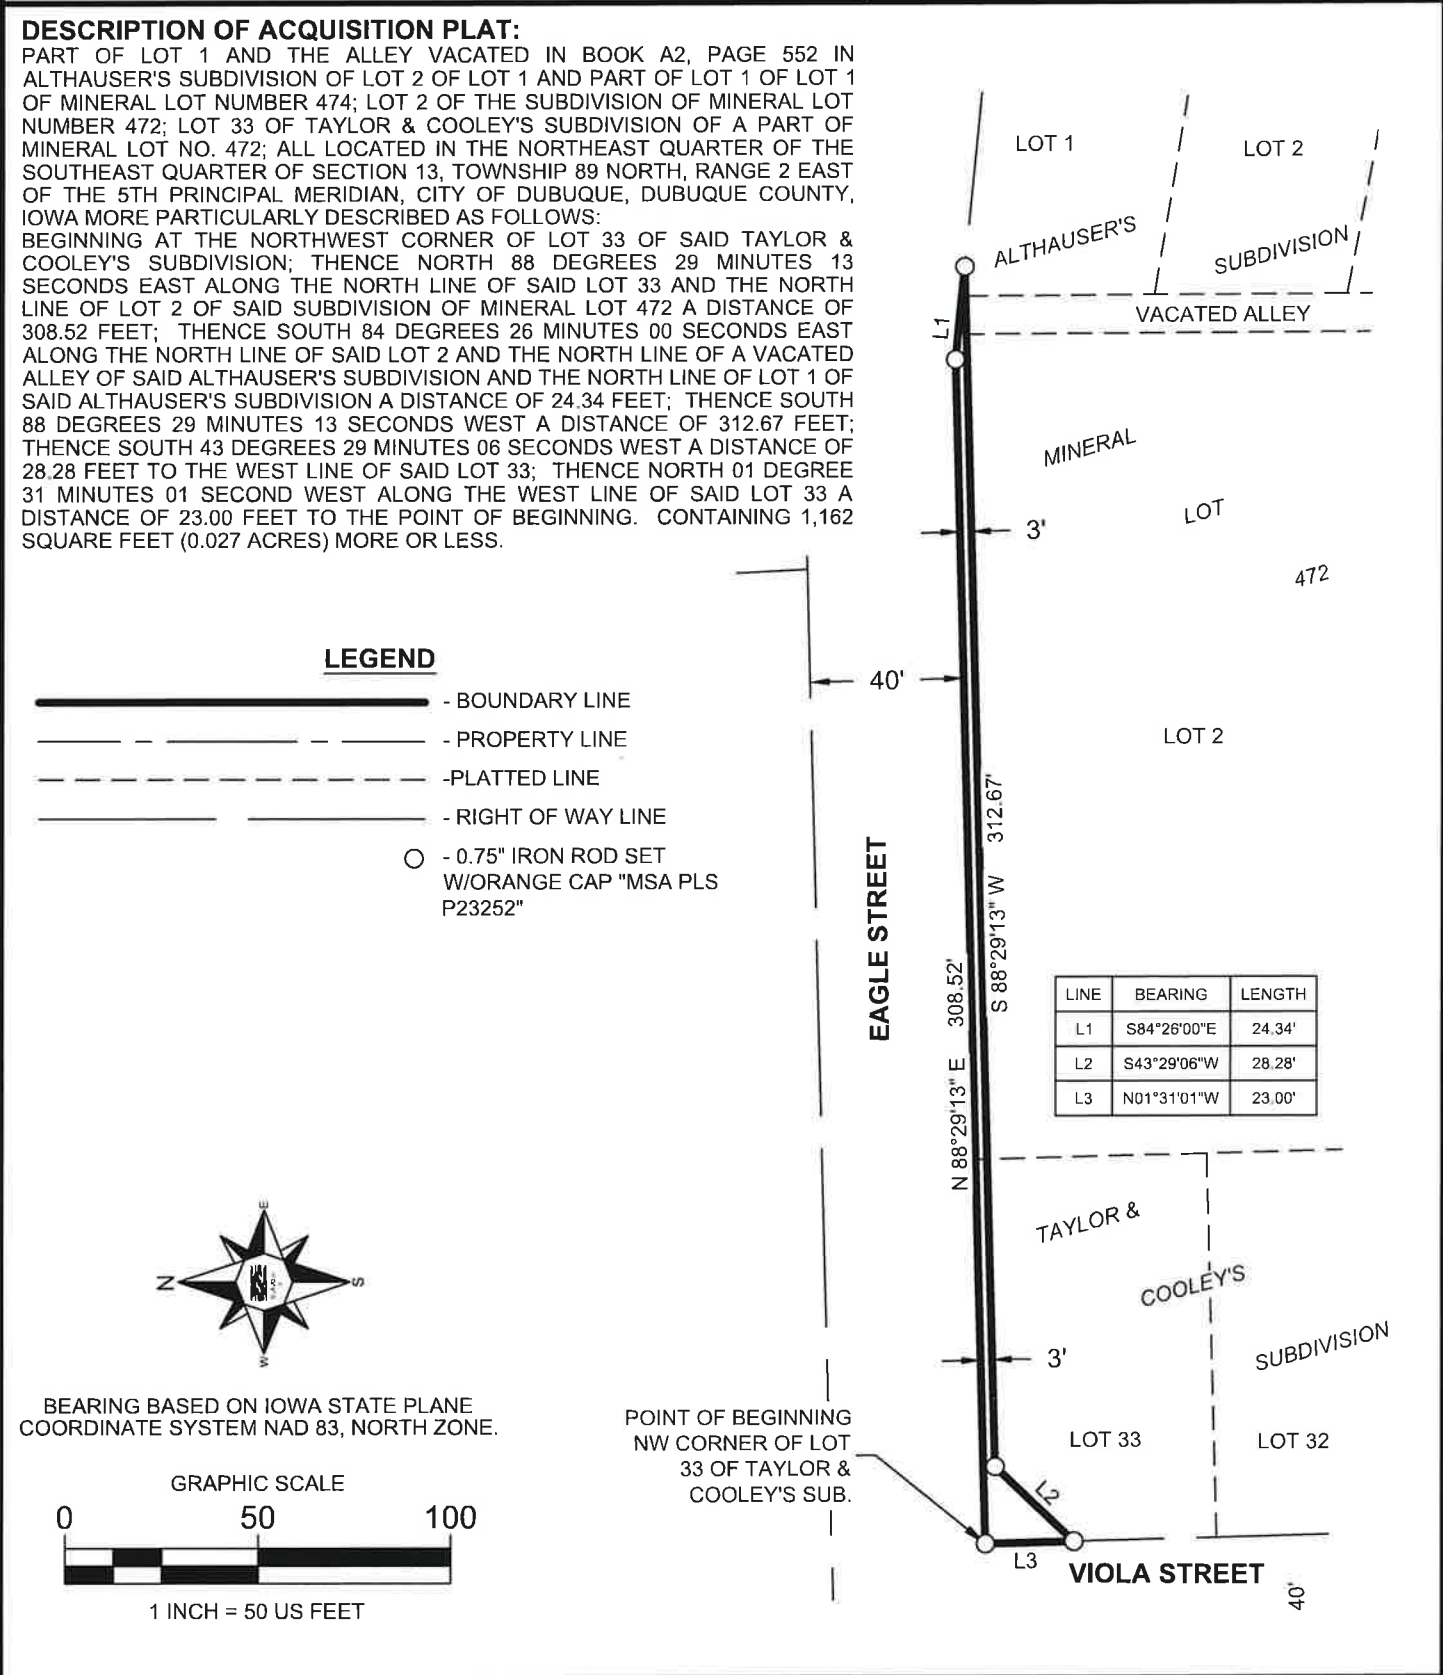 DESCRIPTION OF ACQUISITION PLAT:
PART OF LOT 1 AND THE ALLEY VACATED IN BOOK A2, PAGE 552 IN
ALTHAUSER'S SUBDIVISION OF LOT 2 OF LOT 1 AND PART OF LOT 1 OF LOT 1
OF MINERAL LOT NUMBER 474; LOT 2 OF THE SUBDIVISION OF MINERAL LOT
NUMBER 472; LOT 33 OF TAYLOR & COOLEY'S SUBDIVISION OF A PART OF
MINERAL LOT NO. 472; ALL LOCATED IN THE NORTHEAST QUARTER OF THE
SOUTHEAST QUARTER OF SECTION 13, TOWNSHIP 89 NORTH, RANGE 2 EAST
OF THE 5TH PRINCIPAL MERIDIAN, CITY OF DUBUQUE, DUBUQUE COUNTY,
IOWA MORE PARTICULARLY DESCRIBED AS FOLLOWS:
BEGINNING AT THE NORTHWEST CORNER OF LOT 33 OF SAID TAYLOR &
COOLEY'S SUBDIVISION; THENCE NORTH 88 DEGREES 29 MINUTES 13
SECONDS EAST ALONG THE NORTH LINE OF SAID LOT 33 AND THE NORTH
LINE OF LOT 2 OF SAID SUBDIVISION OF MINERAL LOT 472 A DISTANCE OF
308.52 FEET; THENCE SOUTH 84 DEGREES 26 MINUTES 00 SECONDS EAST
ALONG THE NORTH LINE OF SAID LOT 2 AND THE NORTH LINE OF A VACATED
ALLEY OF SAID ALTHAUSER'S SUBDIVISION AND THE NORTH LINE OF LOT 1 OF
SAID ALTHAUSER'S SUBDIVISION A DISTANCE OF 24.34 FEET; THENCE SOUTH
88 DEGREES 29 MINUTES 13 SECONDS WEST A DISTANCE OF 312.67 FEET;
THENCE SOUTH 43 DEGREES 29 MINUTES 06 SECONDS WEST A DISTANCE OF
28.28 FEET TO THE WEST LINE OF SAID LOT 33; THENCE NORTH 01 DEGREE
31 MINUTES 01 SECOND WEST ALONG THE WEST LINE OF SAID LOT 33 A
DISTANCE OF 23.00 FEET TO THE POINT OF BEGINNING. CONTAINING 1,162
SQUARE FEET (0.027 ACRES) MORE OR LESS.
LEGEND
- BOUNDARY LINE
- PROPERTY LINE
-PLATTED LINE
- RIGHT OF WAY LINE
- 0.75" IRON ROD SET
W/ORANGE CAP "MSA PLS
P23252"
LOT 1
LOT 2
ALTHAUSER'S
SUBDIVISION
VACATED ALLEY
L1
MINERAL
LOT
472
3'
40'
LOT 2
EAGLE STREET
N 88°29'13" E 308.52'
S 88°29'13" W 312.67'
LINE BEARING LENGTH
L1 S84°26'00"E 24.34'
L2 S43°29'06"W 28.28'
L3 N01°31'01"W 23.00'
TAYLOR &
COOLEY'S
SUBDIVISION
3'
LOT 33
LOT 32
POINT OF BEGINNING
NW CORNER OF LOT
33 OF TAYLOR &
COOLEY'S SUB.
L2
L3
VIOLA STREET
40'
E
N
S
W
BEARING BASED ON IOWA STATE PLANE
COORDINATE SYSTEM NAD 83, NORTH ZONE.
GRAPHIC SCALE
0 50 100
1 INCH = 50 US FEET